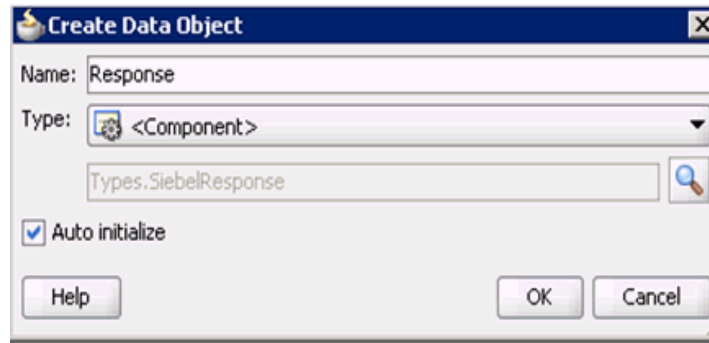 Create Data Object
Name: Response
Type: <Component>
Types.SiebelResponse
Auto initialize
Help OK Cancel